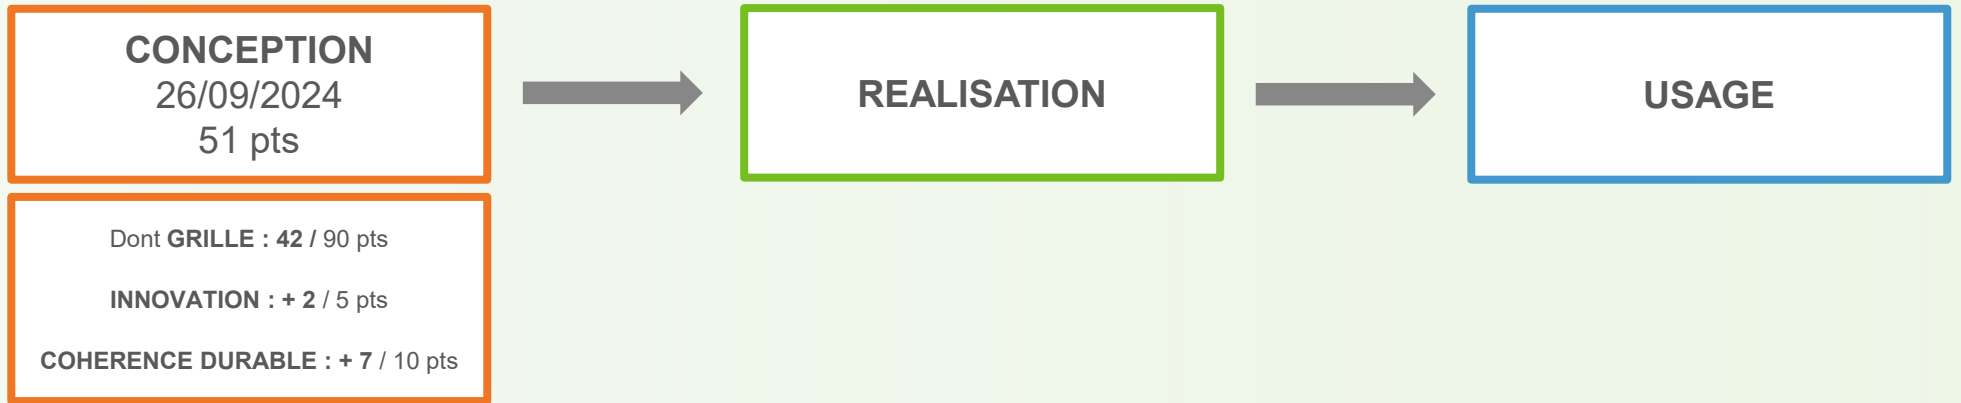 CONCEPTION
26/09/2024
51 pts
REALISATION
USAGE
Dont GRILLE : 42 / 90 pts
INNOVATION : + 2 / 5 pts
COHERENCE DURABLE : + 7 / 10 pts